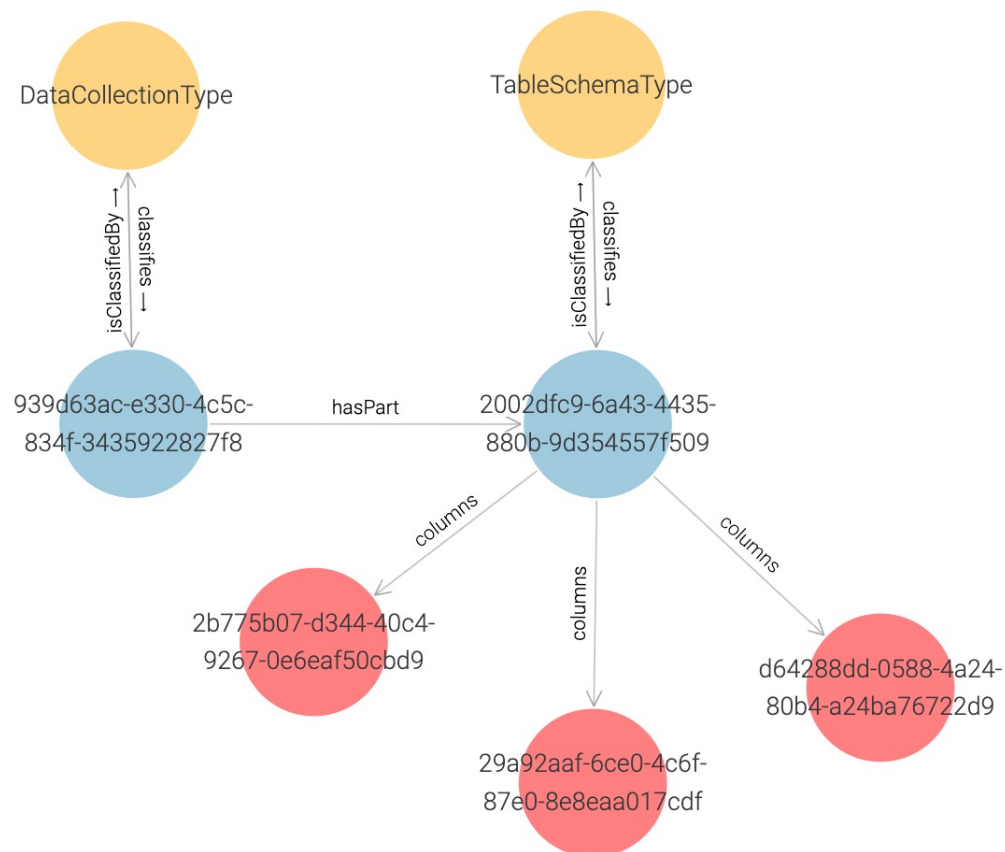 DataCollectionType
TableSchemaType
isClassifiedBy →
classifies →
isClassifiedBy →
classifies →
939d63ac-e330-4c5c-
834f-3435922827f8
hasPart
2002dfc9-6a43-4435-
880b-9d354557f509
columns
columns
columns
2b775b07-d344-40c4-
9267-0e6eaf50cbd9
d64288dd-0588-4a24-
80b4-a24ba76722d9
29a92aaf-6ce0-4c6f-
87e0-8e8eaa017cdf